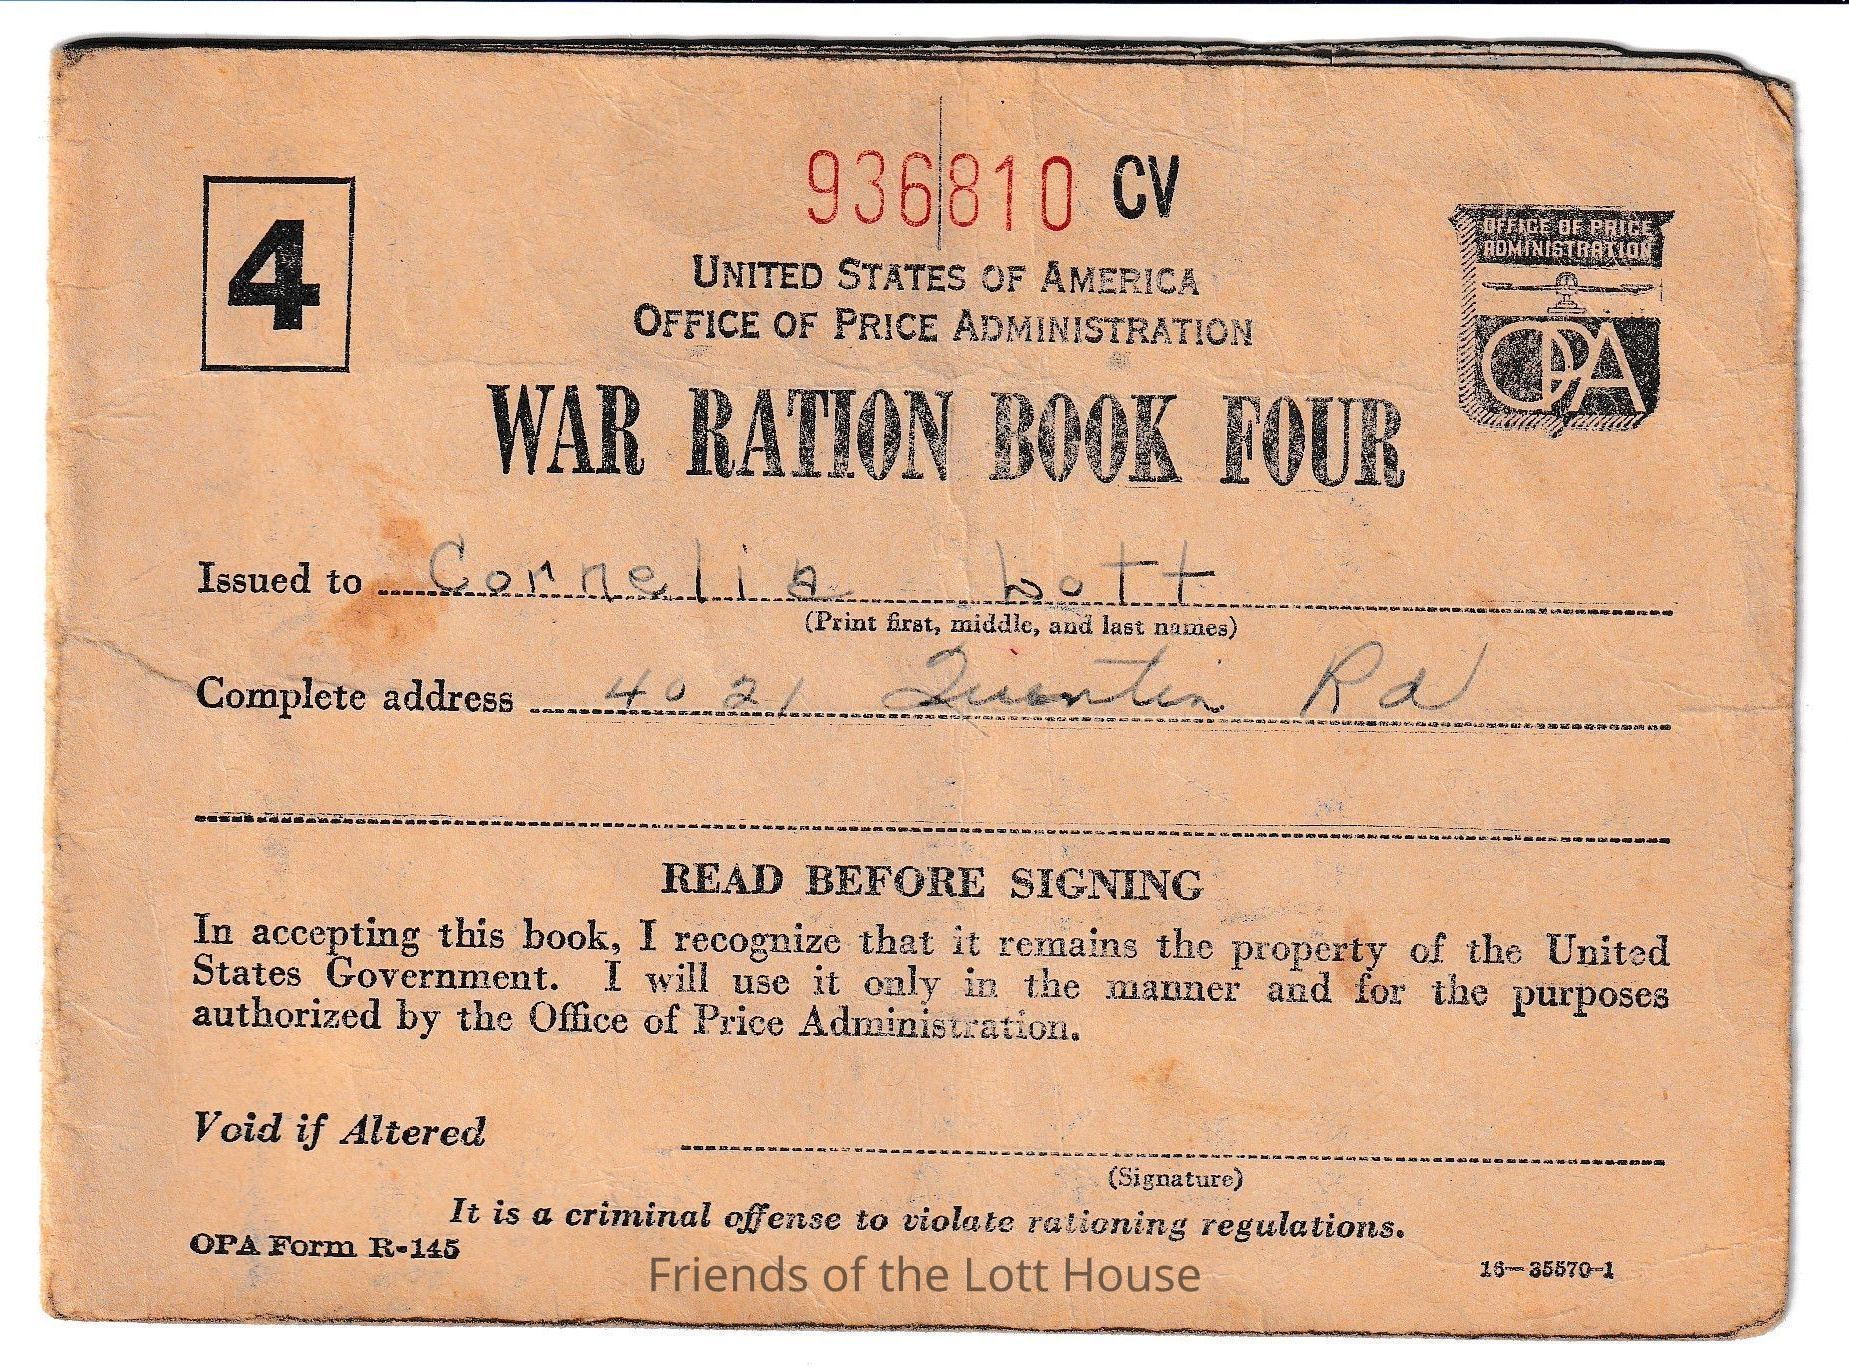 936810 CV
4
UNITED STATES OF AMERICA
OFFICE OF PRICE ADMINISTRATION
OFFICE OF PRICE
ADMINISTRATION
OPA
WAR RATION BOOK FOUR
Issued to Cornelia Lott
(Print first, middle, and last names)
Complete address 4021 Quentin Rd
READ BEFORE SIGNING
In accepting this book, I recognize that it remains the property of the United
States Government. I will use it only in the manner and for the purposes
authorized by the Office of Price Administration.
Void if Altered
(Signature)
It is a criminal offense to violate rationing regulations.
OPA Form R-145
16—35570-1
Friends of the Lott House